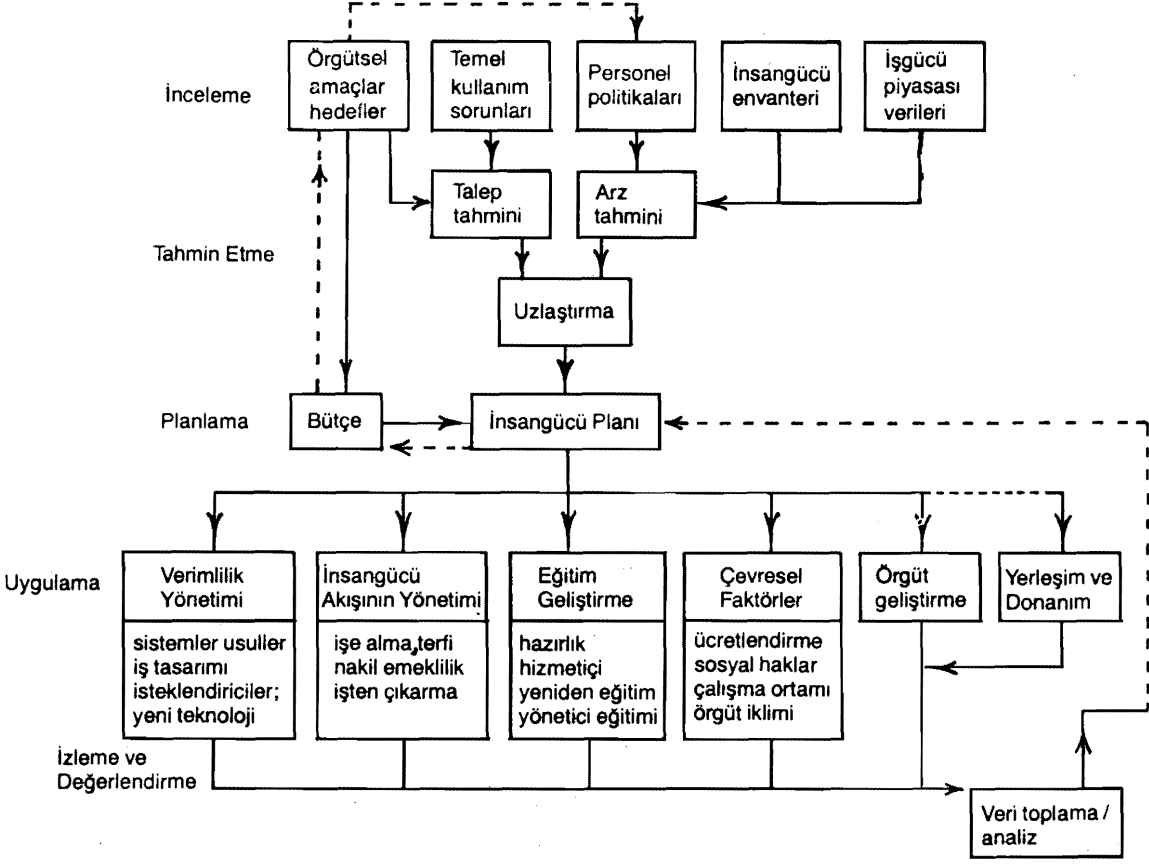 İnceleme
Örgütsel
amaçlar
hedefler
Temel
kullanım
sorunları
Personel
politikaları
İnsangücü
envanteri
İşgücü
piyasası
verileri
Talep
tahmini
Arz
tahmini
Tahmin Etme
Uzlaştırma
Planlama
Bütçe
İnsangücü Planı
Uygulama
Verimlilik
Yönetimi
sistemler usuller
iş tasarımı
isteklendiriciler;
yeni teknoloji
İnsangücü
Akışının Yönetimi
işe alma,terfi
nakil emeklilik
işten çıkarma
Eğitim
Geliştirme
hazırlık
hizmetiçi
yeniden eğitim
yönetici eğitimi
Çevresel
Faktörler
ücretlendirme
sosyal haklar
çalışma ortamı
örgüt iklimi
Örgüt
geliştirme
Yerleşim ve
Donanım
İzleme ve
Değerlendirme
Veri toplama /
analiz